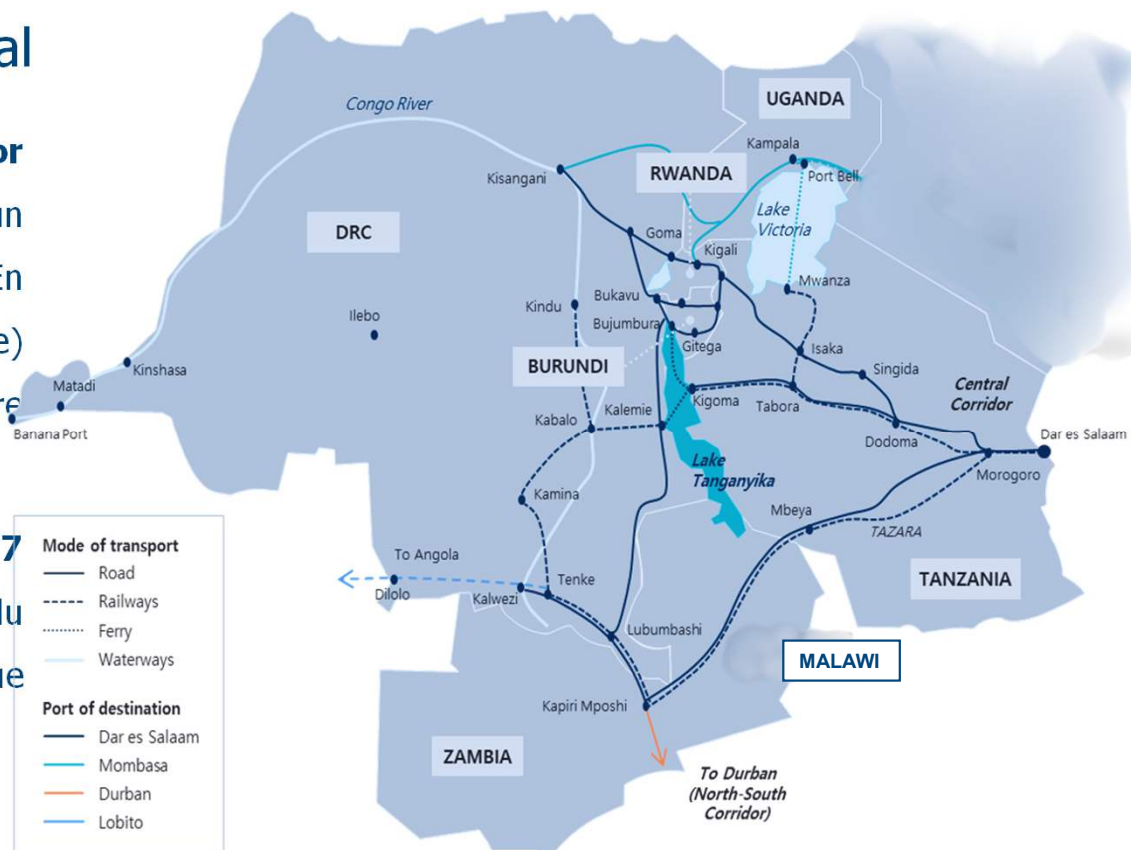 al
or
un
En
e)
re
7
du
ue
Congo River
UGANDA
Kampala
Port Bell
RWANDA
Kisangani
Lake
Victoria
DRC
Goma
Kigali
Mwanza
Kindu
Bukavu
Bujumbura
Ilebo
Gitega
Isaka
Kinshasa
BURUNDI
Singida
Matadi
Central
Corridor
Kigoma
Tabora
Banana Port
Kabalo
Kalemie
Dodoma
Dar es Salaam
Lake
Tanganyika
Morogoro
Kamina
Mbeya
TAZARA
Mode of transport
Road
Railways
Ferry
Waterways
To Angola
Dilolo
Kalwezi
Tenke
TANZANIA
Lubumbashi
MALAWI
Port of destination
Dar es Salaam
Mombasa
Durban
Lobito
Kapiri Mposhi
ZAMBIA
To Durban
(North-South
Corridor)